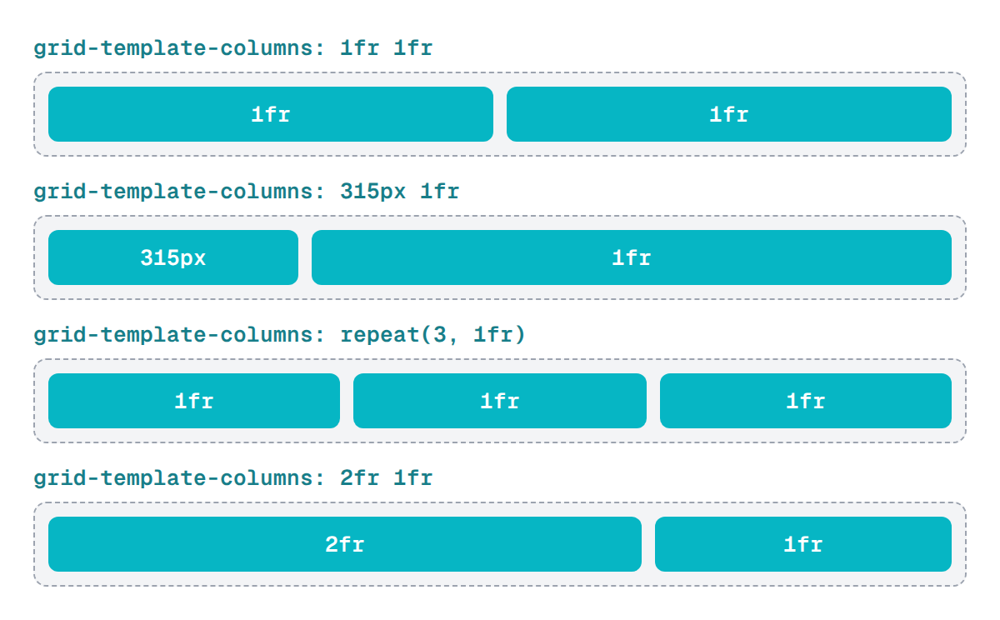 grid-template-columns: 1fr 1fr
1fr 1fr
grid-template-columns: 315px 1fr
315px 1fr
grid-template-columns: repeat(3, 1fr)
1fr 1fr 1fr
grid-template-columns: 2fr 1fr
2fr 1fr